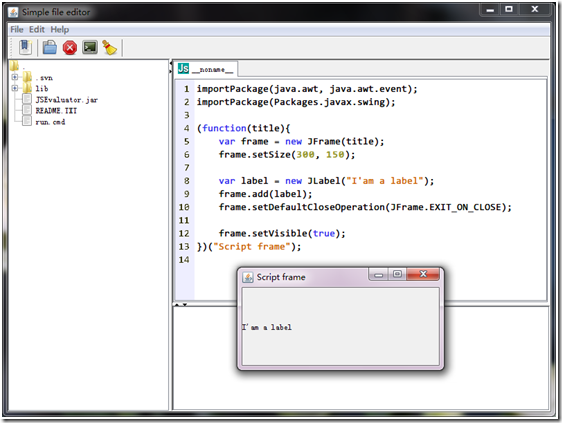 Simple file editor
File Edit Help
.
.svn
lib
JSEvaluator.jar
README.TXT
run.cmd
JS __noname__
1 importPackage(java.awt, java.awt.event);
2 importPackage(Packages.javax.swing);
3
4 (function(title){
5 var frame = new JFrame(title);
6 frame.setSize(300, 150);
7
8 var label = new JLabel("I'am a label");
9 frame.add(label);
10 frame.setDefaultCloseOperation(JFrame.EXIT_ON_CLOSE);
11
12 frame.setVisible(true);
13 })("Script frame");
14
Script frame
I'am a label